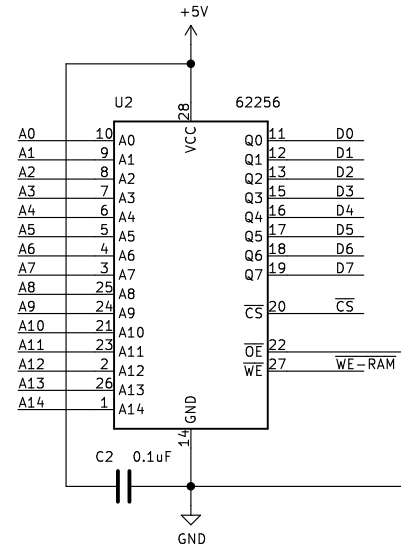 +5V
U2 62256
28
VCC
A0 10 A0 Q0 11 D0
A1 9 A1 Q1 12 D1
A2 8 A2 Q2 13 D2
A3 7 A3 Q3 15 D3
A4 6 A4 Q4 16 D4
A5 5 A5 Q5 17 D5
A6 4 A6 Q6 18 D6
A7 3 A7 Q7 19 D7
A8 25 A8
A9 24 A9 CS 20 CS
A10 21 A10
A11 23 A11 OE 22
A12 2 A12 WE 27 WE-RAM
A13 26 A13
A14 1 A14
GND
14
C2 0.1uF
GND